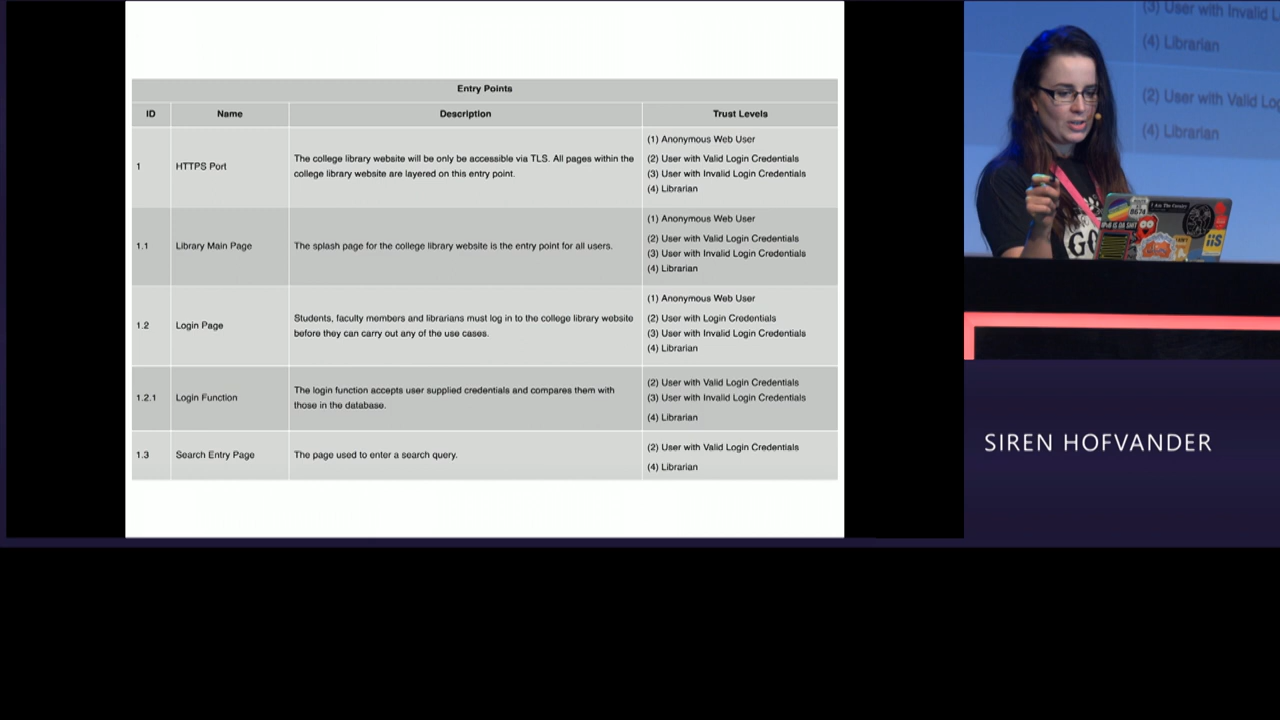 Entry Points
ID Name Description Trust Levels
1 HTTPS Port The college library website will be only be accessible via TLS. All pages within the
college library website are layered on this entry point.
(1) Anonymous Web User
(2) User with Valid Login Credentials
(3) User with Invalid Login Credentials
(4) Librarian
1.1 Library Main Page The splash page for the college library website is the entry point for all users.
(1) Anonymous Web User
(2) User with Valid Login Credentials
(3) User with Invalid Login Credentials
(4) Librarian
1.2 Login Page Students, faculty members and librarians must log in to the college library website
before they can carry out any of the use cases.
(1) Anonymous Web User
(2) User with Login Credentials
(3) User with Invalid Login Credentials
(4) Librarian
1.2.1 Login Function The login function accepts user supplied credentials and compares them with
those in the database.
(2) User with Valid Login Credentials
(3) User with Invalid Login Credentials
(4) Librarian
1.3 Search Entry Page The page used to enter a search query.
(2) User with Valid Login Credentials
(4) Librarian
(3) User with Invalid
(4) Librarian
(2) User with Valid Log
(4) Librarian
GO
SIREN HOFVANDER